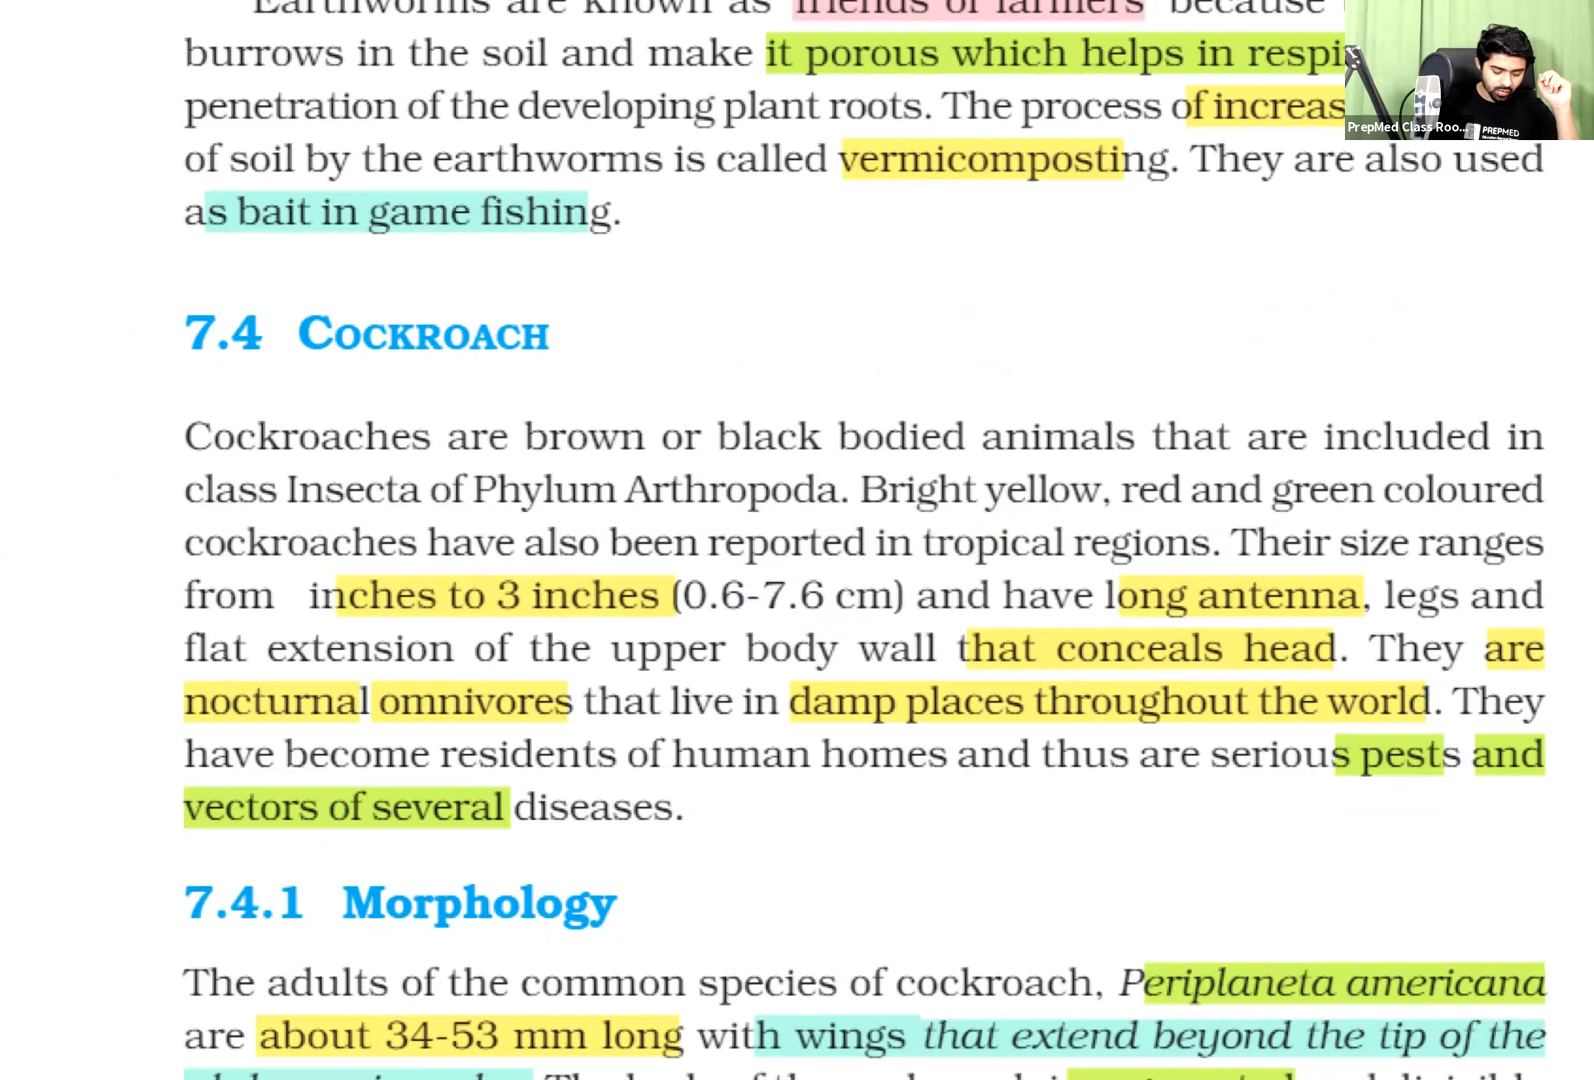 Earthworms are known as 'friends of farmers' because
burrows in the soil and make it porous which helps in respi
penetration of the developing plant roots. The process of increas
of soil by the earthworms is called vermicomposting. They are also used
as bait in game fishing.
PrepMed Class Roo...
PREPMED
7.4 COCKROACH
Cockroaches are brown or black bodied animals that are included in
class Insecta of Phylum Arthropoda. Bright yellow, red and green coloured
cockroaches have also been reported in tropical regions. Their size ranges
from inches to 3 inches (0.6-7.6 cm) and have long antenna, legs and
flat extension of the upper body wall that conceals head. They are
nocturnal omnivores that live in damp places throughout the world. They
have become residents of human homes and thus are serious pests and
vectors of several diseases.
7.4.1 Morphology
The adults of the common species of cockroach, Periplaneta americana
are about 34-53 mm long with wings that extend beyond the tip of the